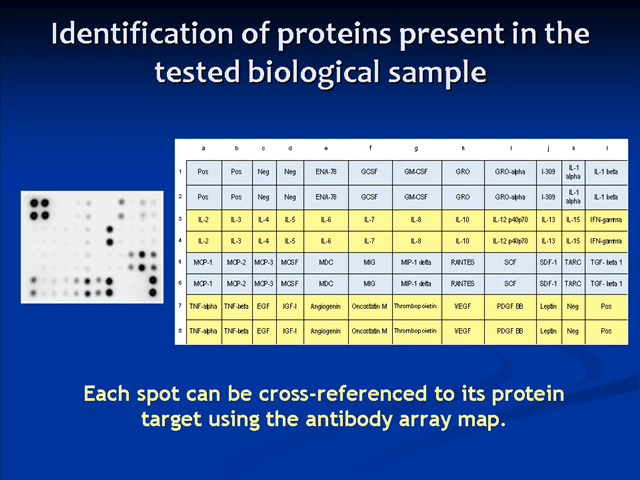 Identification of proteins present in the
tested biological sample
a b c d e f g h i j k l
1 Pos Pos Neg Neg ENA-78 GCSF GM-CSF GRO GRO-alpha I-309 IL-1 alpha IL-1 beta
2 Pos Pos Neg Neg ENA-78 GCSF GM-CSF GRO GRO-alpha I-309 IL-1 alpha IL-1 beta
3 IL-2 IL-3 IL-4 IL-5 IL-6 IL-7 IL-8 IL-10 IL-12 p40p70 IL-13 IL-15 IFN-gamma
4 IL-2 IL-3 IL-4 IL-5 IL-6 IL-7 IL-8 IL-10 IL-12 p40p70 IL-13 IL-15 IFN-gamma
5 MCP-1 MCP-2 MCP-3 MCSF MDC MIG MIP-1 delta RANTES SCF SDF-1 TARC TGF- beta 1
6 MCP-1 MCP-2 MCP-3 MCSF MDC MIG MIP-1 delta RANTES SCF SDF-1 TARC TGF- beta 1
7 TNF-alpha TNF-beta EGF IGF-I Angiogenin Oncostatin M Thrombopoietin VEGF PDGF BB Leptin Neg Pos
8 TNF-alpha TNF-beta EGF IGF-I Angiogenin Oncostatin M Thrombopoietin VEGF PDGF BB Leptin Neg Pos
Each spot can be cross-referenced to its protein
target using the antibody array map.